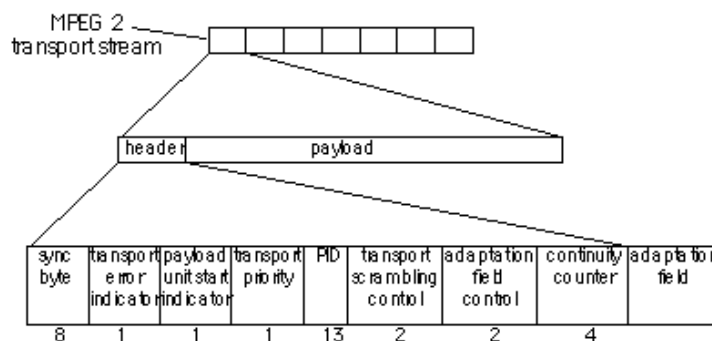 MPEG 2
transport stream
header
payload
sync
byte
transport
error
indicator
payload
unit start
indicator
transport
priority
PID
transport
scrambling
control
adaptation
field
control
continuity
counter
adaptation
field
8
1
1
1
13
2
2
4